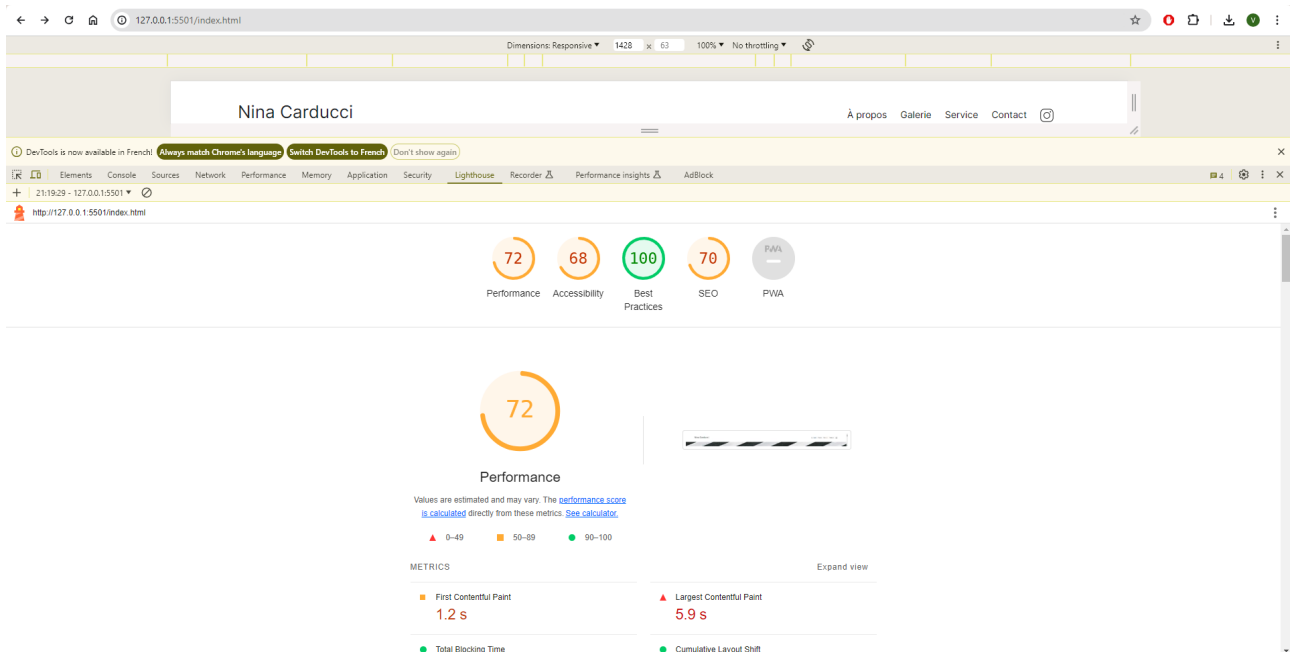 127.0.0.1:5501/index.html
V
Dimensions: Responsive ▼ 1428 x 63 100% ▼ No throttling ▼
Nina Carducci
À propos Galerie Service Contact
DevTools is now available in French! Always match Chrome's language Switch DevTools to French Don't show again
Elements Console Sources Network Performance Memory Application Security Lighthouse Recorder Performance insights AdBlock 4
21:19:29 - 127.0.0.1:5501 ▼
http://127.0.0.1:5501/index.html
72 68 100 70 PWA
Performance Accessibility Best Practices SEO PWA
72
Performance
Values are estimated and may vary. The performance score
is calculated directly from these metrics. See calculator.
0–49 50–89 90–100
METRICS Expand view
First Contentful Paint Largest Contentful Paint
1.2 s 5.9 s
Total Blocking Time Cumulative Layout Shift